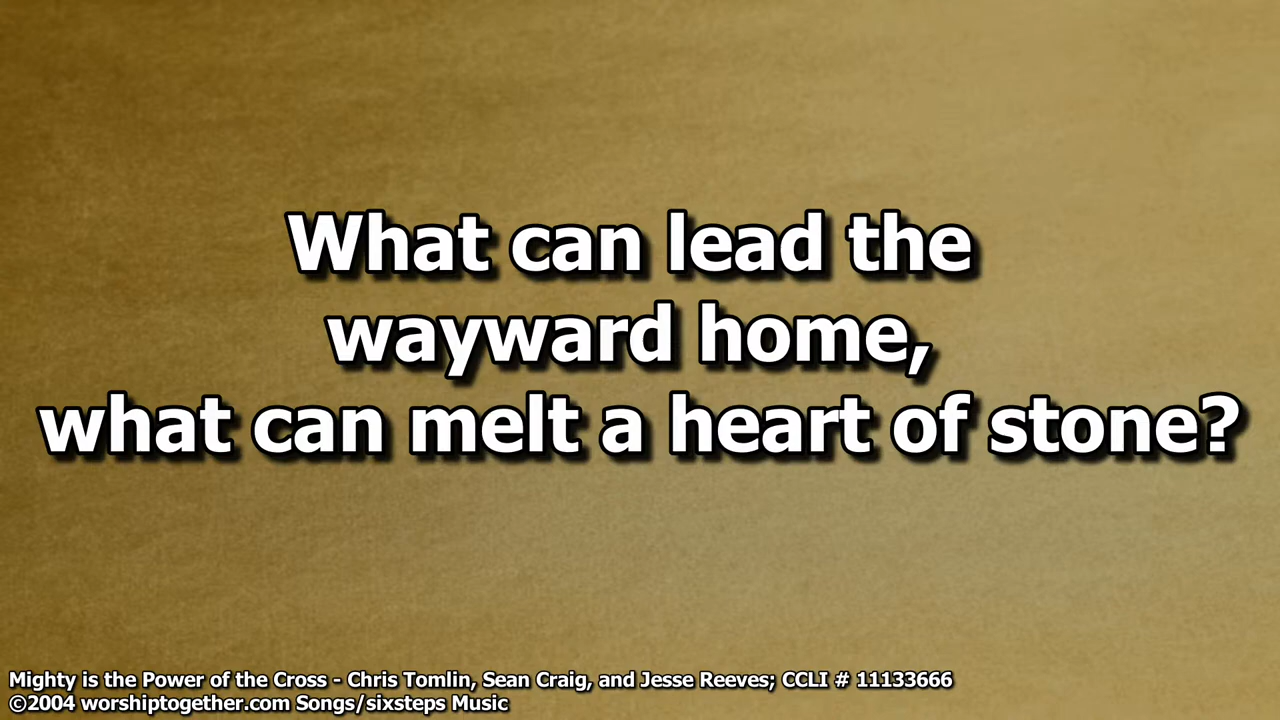 What can lead the
wayward home,
what can melt a heart of stone?
Mighty is the Power of the Cross - Chris Tomlin, Sean Craig, and Jesse Reeves; CCLI # 11133666
©2004 worshiptogether.com Songs/sixsteps Music